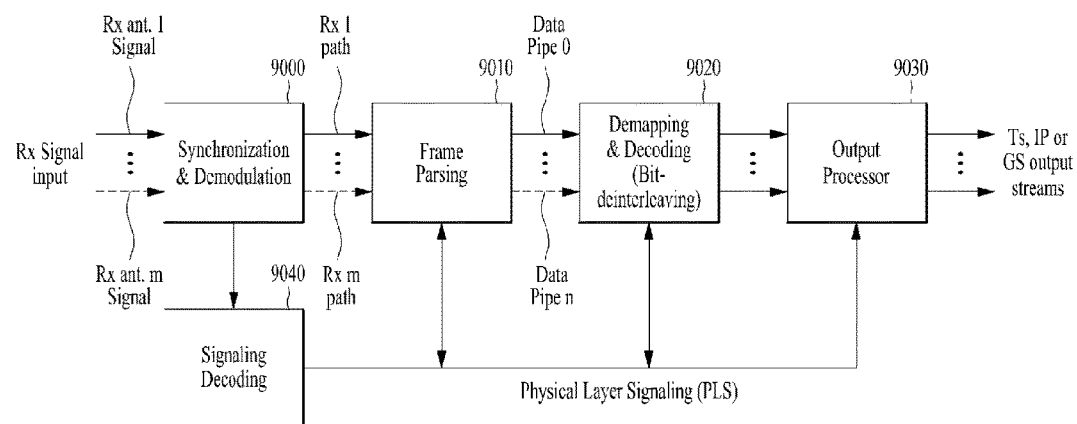 Rx ant. 1
Signal
Rx 1
path
Data
Pipe 0
9000
9010
9020
9030
Rx Signal
input
Synchronization
& Demodulation
Frame
Parsing
Demapping
& Decoding
(Bit-
deinterleaving)
Output
Processor
Ts, IP or
GS output
streams
Rx ant. m
Signal
9040
Rx m
path
Data
Pipe n
Signaling
Decoding
Physical Layer Signaling (PLS)